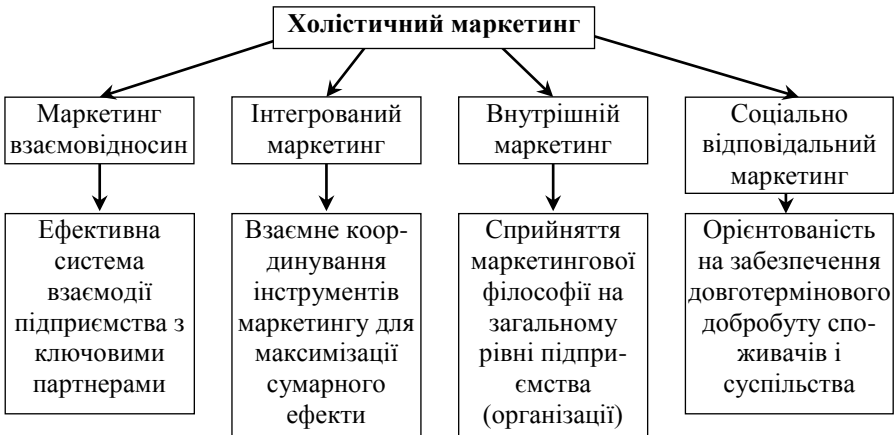 Холістичний маркетинг
Маркетинг
взаємовідносин
Інтегрований
маркетинг
Внутрішній
маркетинг
Соціально
відповідальний
маркетинг
Ефективна
система
взаємодії
підприємства з
ключовими
партнерами
Взаємне коор-
динування
інструментів
маркетингу для
максимізації
сумарного
ефекти
Сприйняття
маркетингової
філософії на
загальному
рівні підпри-
ємства
(організації)
Орієнтованість
на забезпечення
довготермінового
добробуту спо-
живачів і
суспільства